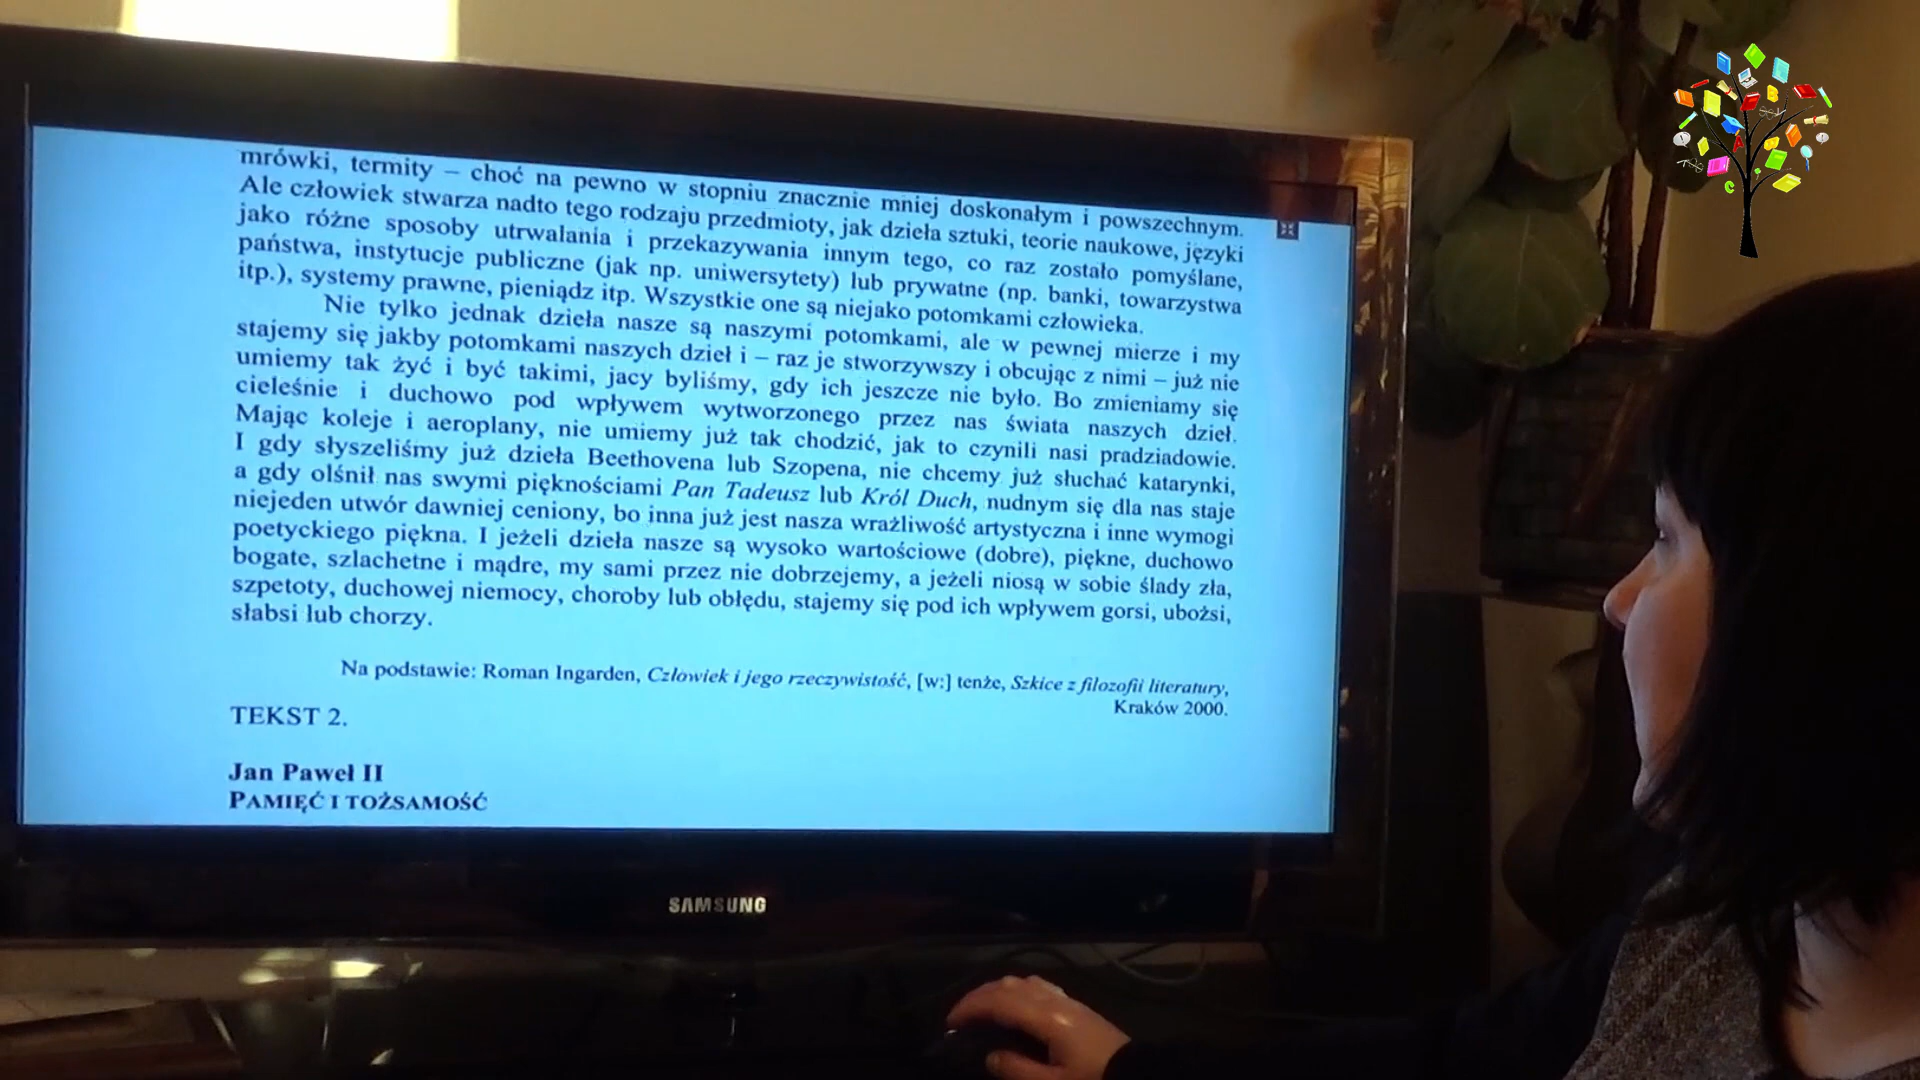 mrówki, termity – choć na pewno w stopniu znacznie mniej doskonałym i powszechnym.
Ale człowiek stwarza nadto tego rodzaju przedmioty, jak dzieła sztuki, teorie naukowe, języki
jako różne sposoby utrwalania i przekazywania innym tego, co raz zostało pomyślane,
państwa, instytucje publiczne (jak np. uniwersytety) lub prywatne (np. banki, towarzystwa
itp.), systemy prawne, pieniądz itp. Wszystkie one są niejako potomkami człowieka.
Nie tylko jednak dzieła nasze są naszymi potomkami, ale w pewnej mierze i my
stajemy się jakby potomkami naszych dzieł i – raz je stworzywszy i obcując z nimi – już nie
umiemy tak żyć i być takimi, jacy byliśmy, gdy ich jeszcze nie było. Bo zmieniamy się
cieleśnie i duchowo pod wpływem wytworzonego przez nas świata naszych dzieł.
Mając koleje i aeroplany, nie umiemy już tak chodzić, jak to czynili nasi pradziadowie.
I gdy słyszeliśmy już dzieła Beethovena lub Szopena, nie chcemy już słuchać katarynki,
a gdy olśnił nas swymi pięknościami Pan Tadeusz lub Król Duch, nudnym się dla nas staje
niejeden utwór dawniej ceniony, bo inna już jest nasza wrażliwość artystyczna i inne wymogi
poetyckiego piękna. I jeżeli dzieła nasze są wysoko wartościowe (dobre), piękne, duchowo
bogate, szlachetne i mądre, my sami przez nie dobrzejemy, a jeżeli niosą w sobie ślady zła,
szpetoty, duchowej niemocy, choroby lub obłędu, stajemy się pod ich wpływem gorsi, ubożsi,
słabsi lub chorzy.
Na podstawie: Roman Ingarden, Człowiek i jego rzeczywistość, [w:] tenże, Szkice z filozofii literatury,
Kraków 2000.
TEKST 2.
Jan Paweł II
PAMIĘĆ I TOŻSAMOŚĆ
SAMSUNG